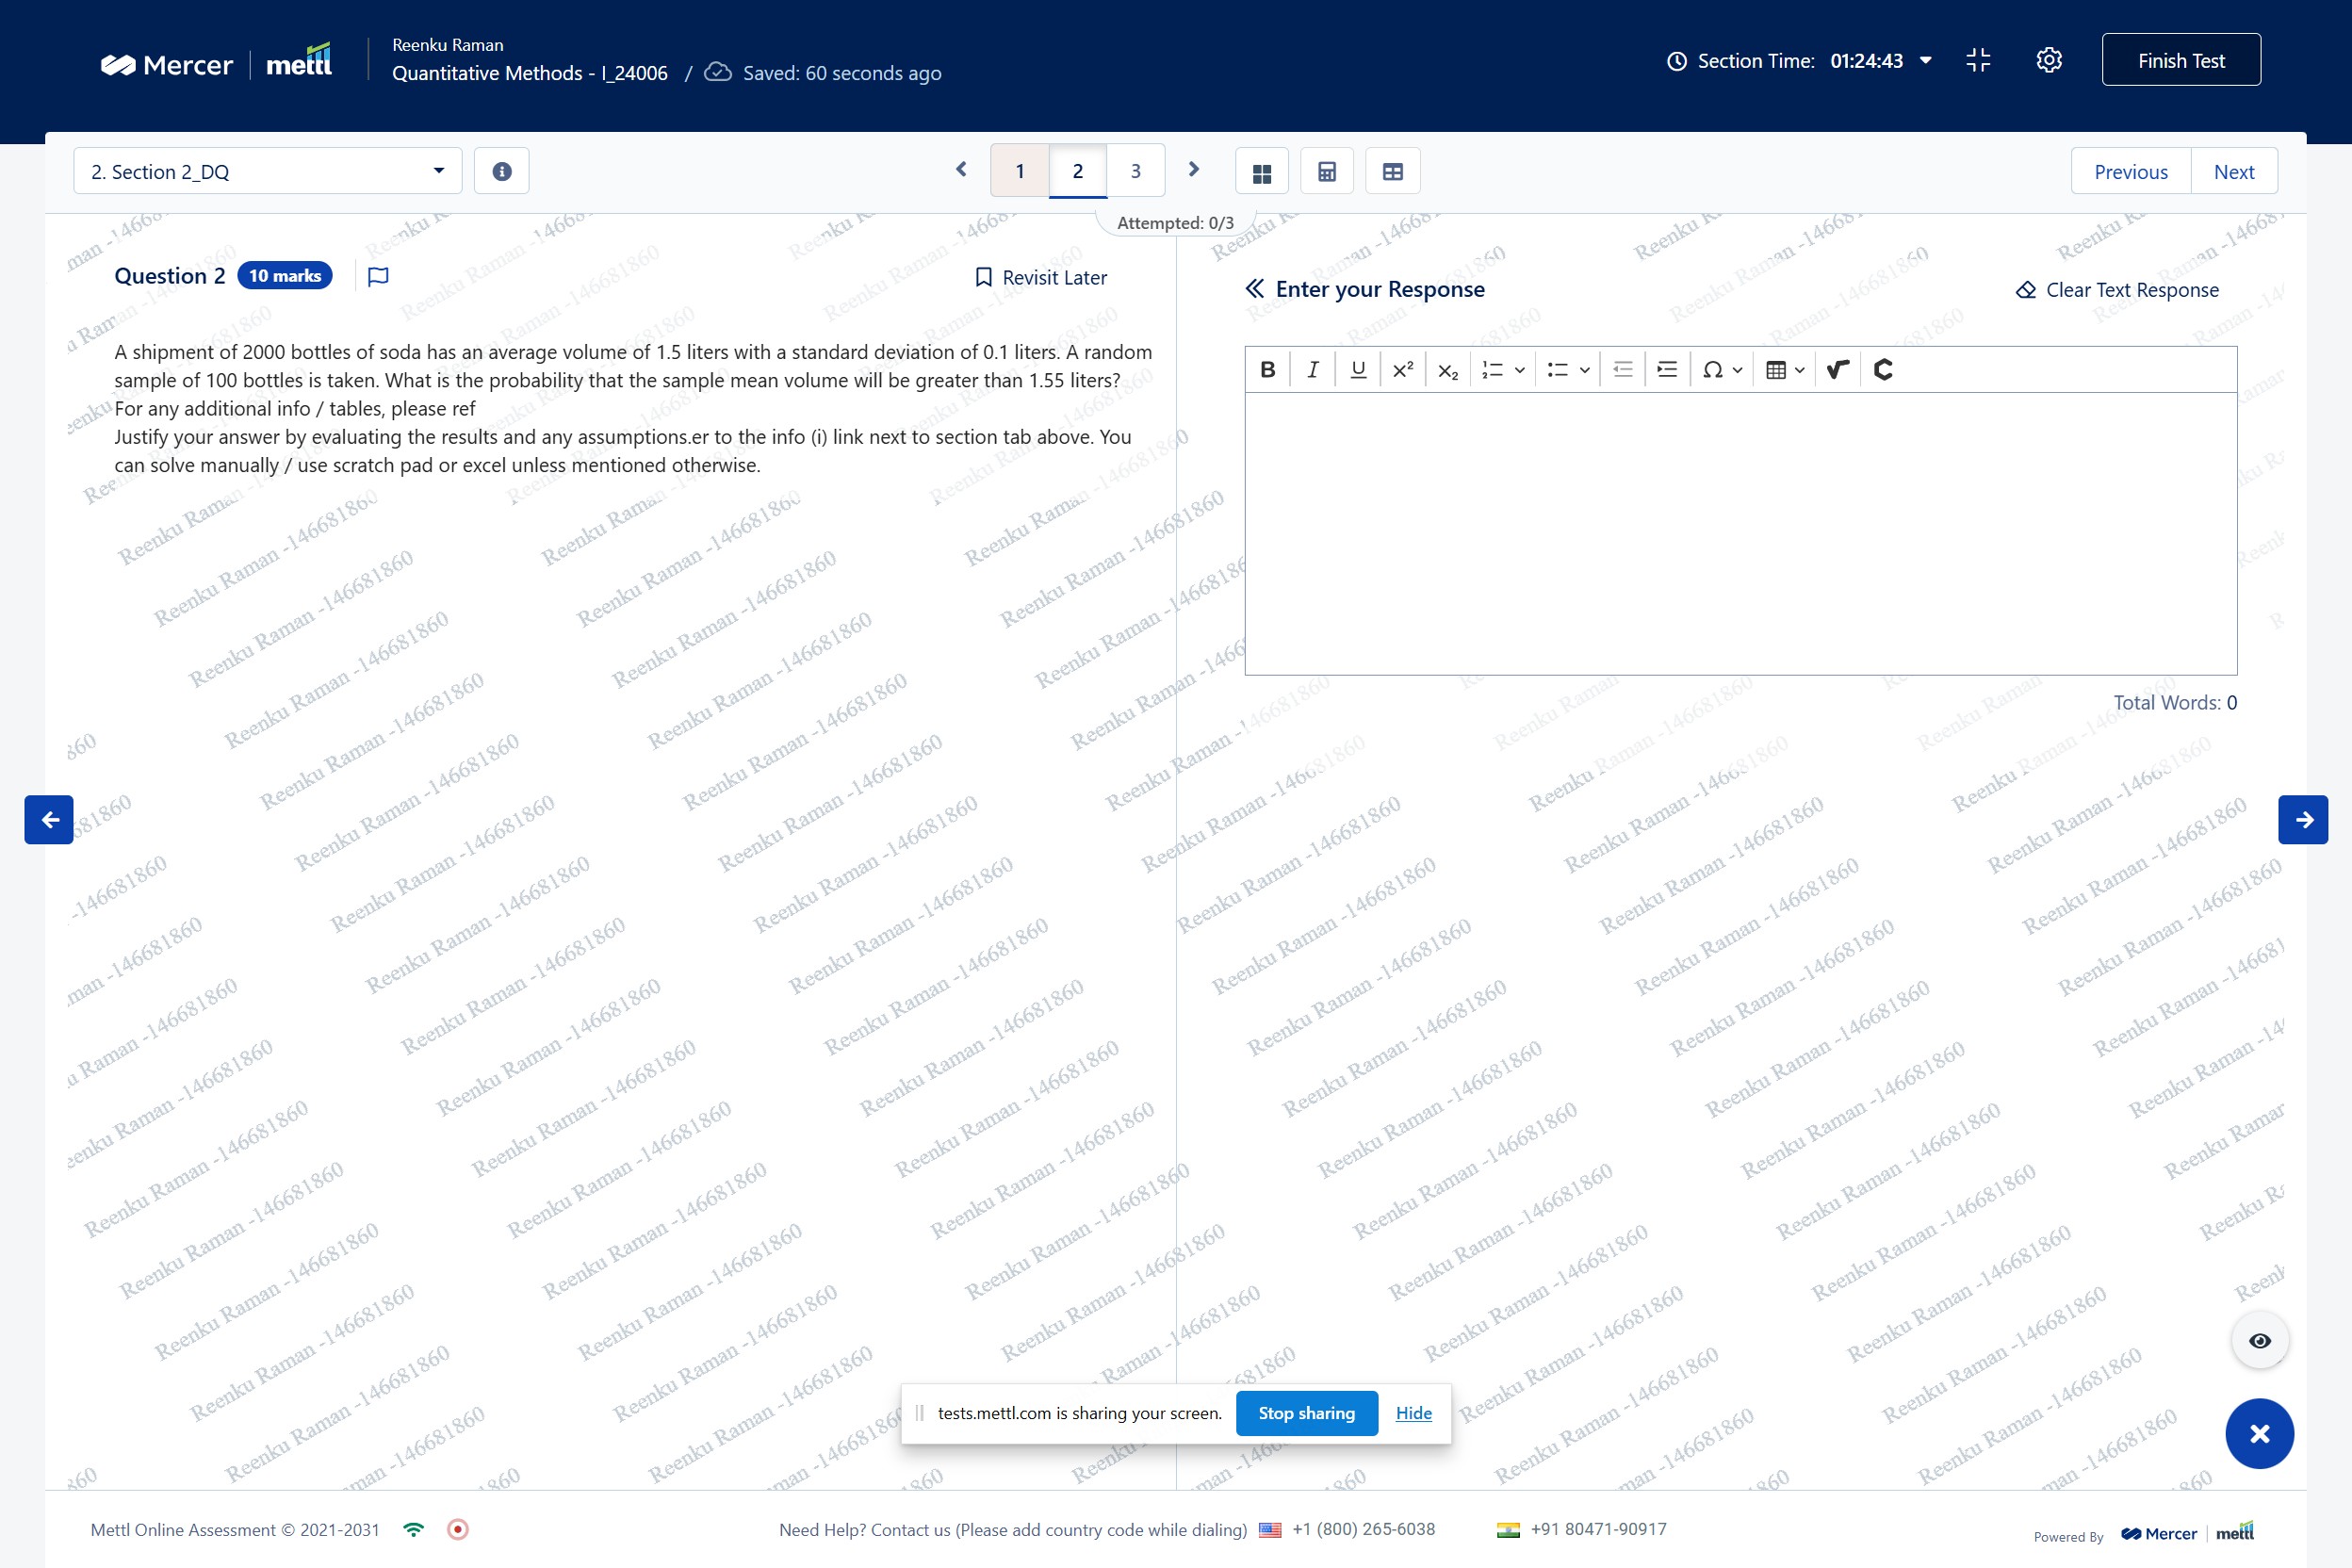 Mercer | mettl
Reenku Raman
Quantitative Methods - I_24006 / Saved: 60 seconds ago
Section Time: 01:24:43
Finish Test
2. Section 2_DQ
1 2 3
Previous Next
Attempted: 0/3
Question 2 10 marks
Revisit Later
A shipment of 2000 bottles of soda has an average volume of 1.5 liters with a standard deviation of 0.1 liters. A random
sample of 100 bottles is taken. What is the probability that the sample mean volume will be greater than 1.55 liters?
For any additional info / tables, please ref
Justify your answer by evaluating the results and any assumptions.er to the info (i) link next to section tab above. You
can solve manually / use scratch pad or excel unless mentioned otherwise.
Enter your Response
Clear Text Response
Total Words: 0
Reenku Raman -146681860
tests.mettl.com is sharing your screen. Stop sharing Hide
Mettl Online Assessment © 2021-2031
Need Help? Contact us (Please add country code while dialing) +1 (800) 265-6038 +91 80471-90917
Powered By Mercer | mettl